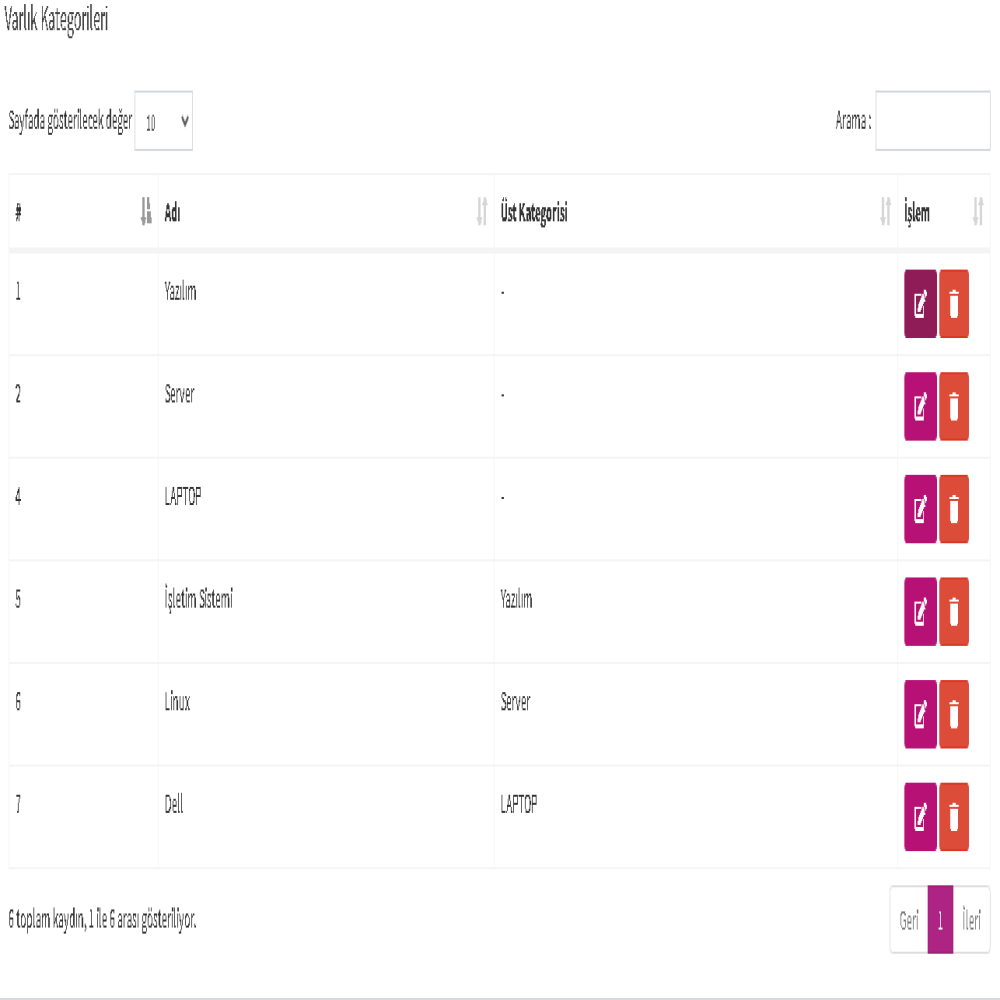 Varlık Kategorileri
Sayfada gösterilecek değer 10 Arama :
# Adı Üst Kategorisi İşlem
1 Yazılım -
2 Server -
4 LAPTOP -
5 İşletim Sistemi Yazılım
6 Linux Server
7 Dell LAPTOP
6 toplam kaydın, 1 ile 6 arası gösteriliyor. Geri 1 İleri